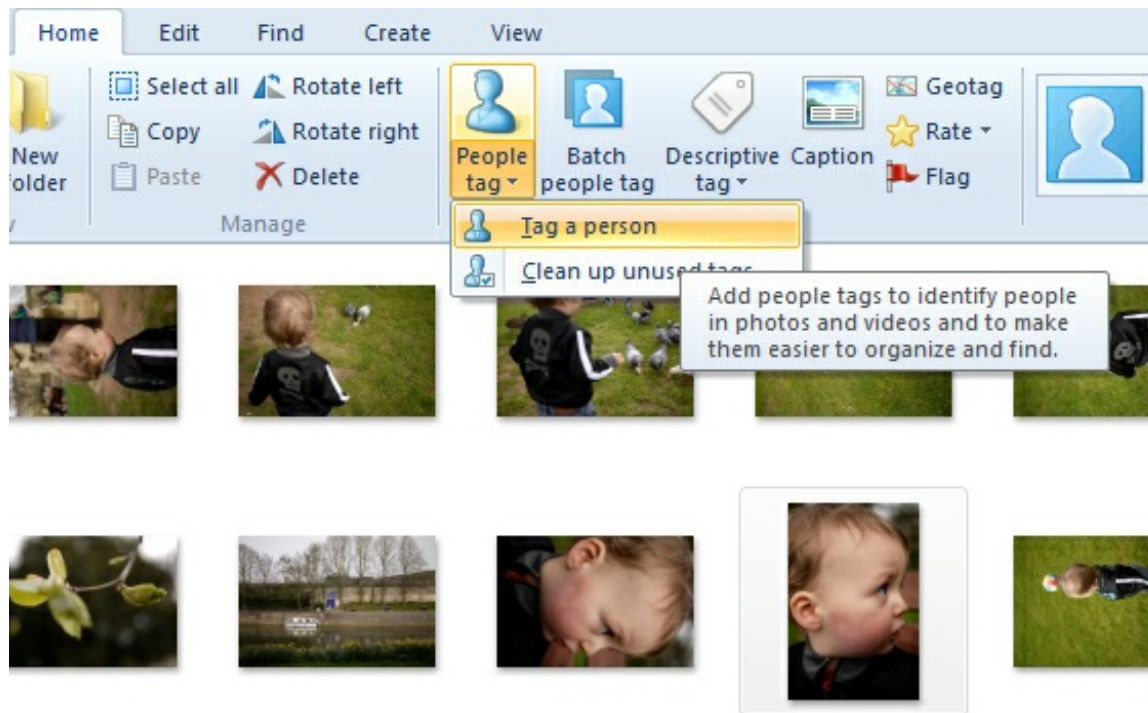 Home Edit Find Create View
Select all
Rotate left
Copy
Rotate right
Paste
Delete
Manage
New
older
People
tag
Batch
people tag
Descriptive
tag
Caption
Geotag
Rate
Flag
Tag a person
Clean up unused tags
Add people tags to identify people
in photos and videos and to make
them easier to organize and find.